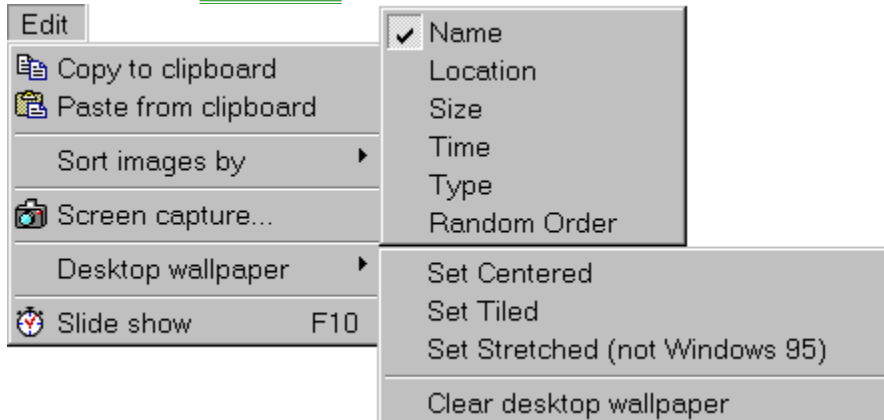 Edit
Copy to clipboard
Paste from clipboard
Sort images by
Screen capture...
Desktop wallpaper
Slide show F10
Name
Location
Size
Time
Type
Random Order
Set Centered
Set Tiled
Set Stretched (not Windows 95)
Clear desktop wallpaper